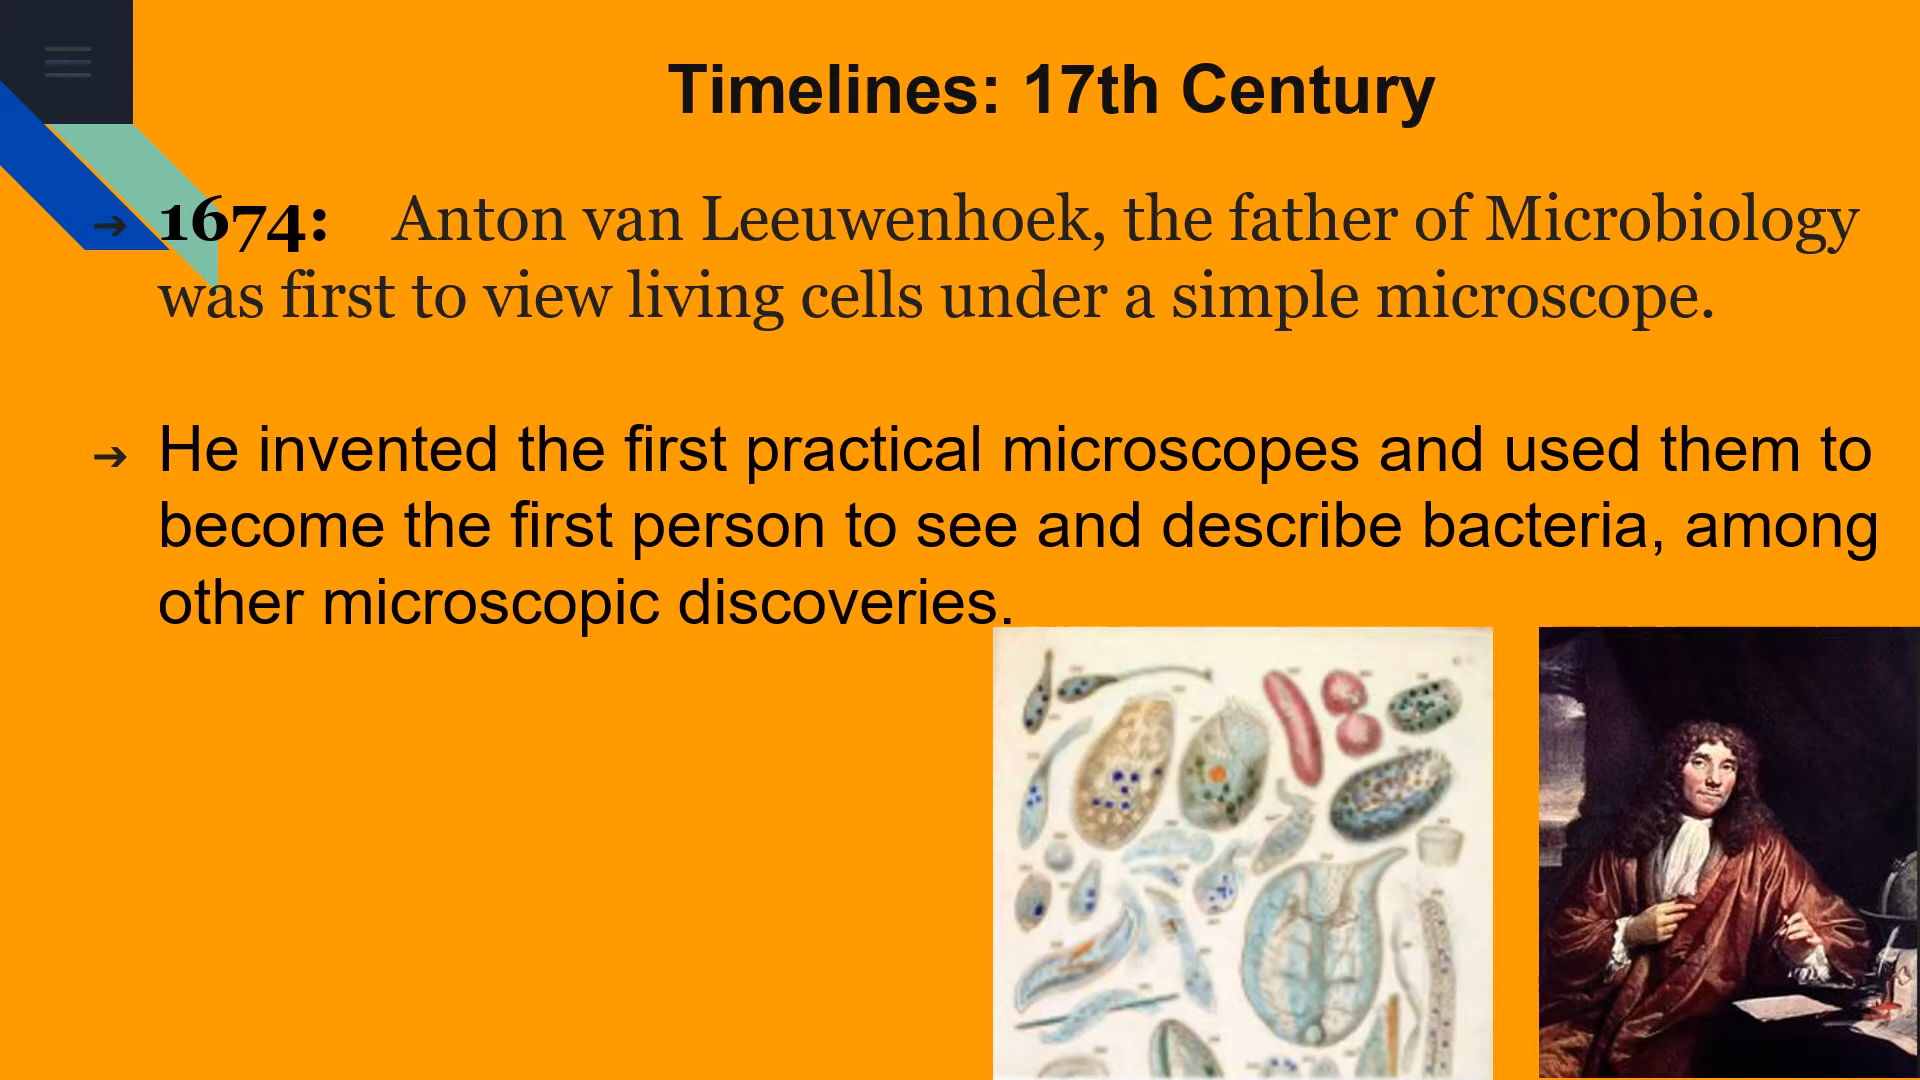 Timelines: 17th Century
➔ 1674: Anton van Leeuwenhoek, the father of Microbiology
was first to view living cells under a simple microscope.
➔ He invented the first practical microscopes and used them to
become the first person to see and describe bacteria, among
other microscopic discoveries.